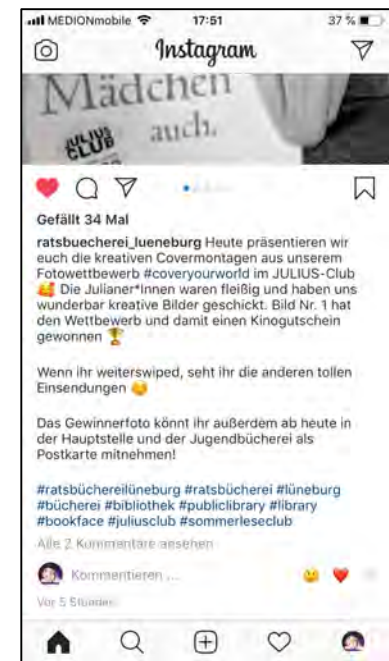 MEDIONmobile 17:51 37 %
Instagram
Mädchen
auch.
JULIUS
CLUB
Gefällt 34 Mal
ratsbuecherei_lueneburg Heute präsentieren wir
euch die kreativen Covermontagen aus unserem
Fotowettbewerb #coveryourworld im JULIUS-Club
🥰 Die Julianer*Innen waren fleißig und haben uns
wunderbar kreative Bilder geschickt. Bild Nr. 1 hat
den Wettbewerb und damit einen Kinogutschein
gewonnen 🏆
Wenn ihr weiterswiped, seht ihr die anderen tollen
Einsendungen 😊
Das Gewinnerfoto könnt ihr außerdem ab heute in
der Hauptstelle und der Jugendbücherei als
Postkarte mitnehmen!
#ratsbüchereilüneburg #ratsbücherei #lüneburg
#bücherei #bibliothek #publiclibrary #library
#bookface #juliusclub #sommerleseclub
Alle 2 Kommentare ansehen
Kommentieren ...
Vor 5 Stunden